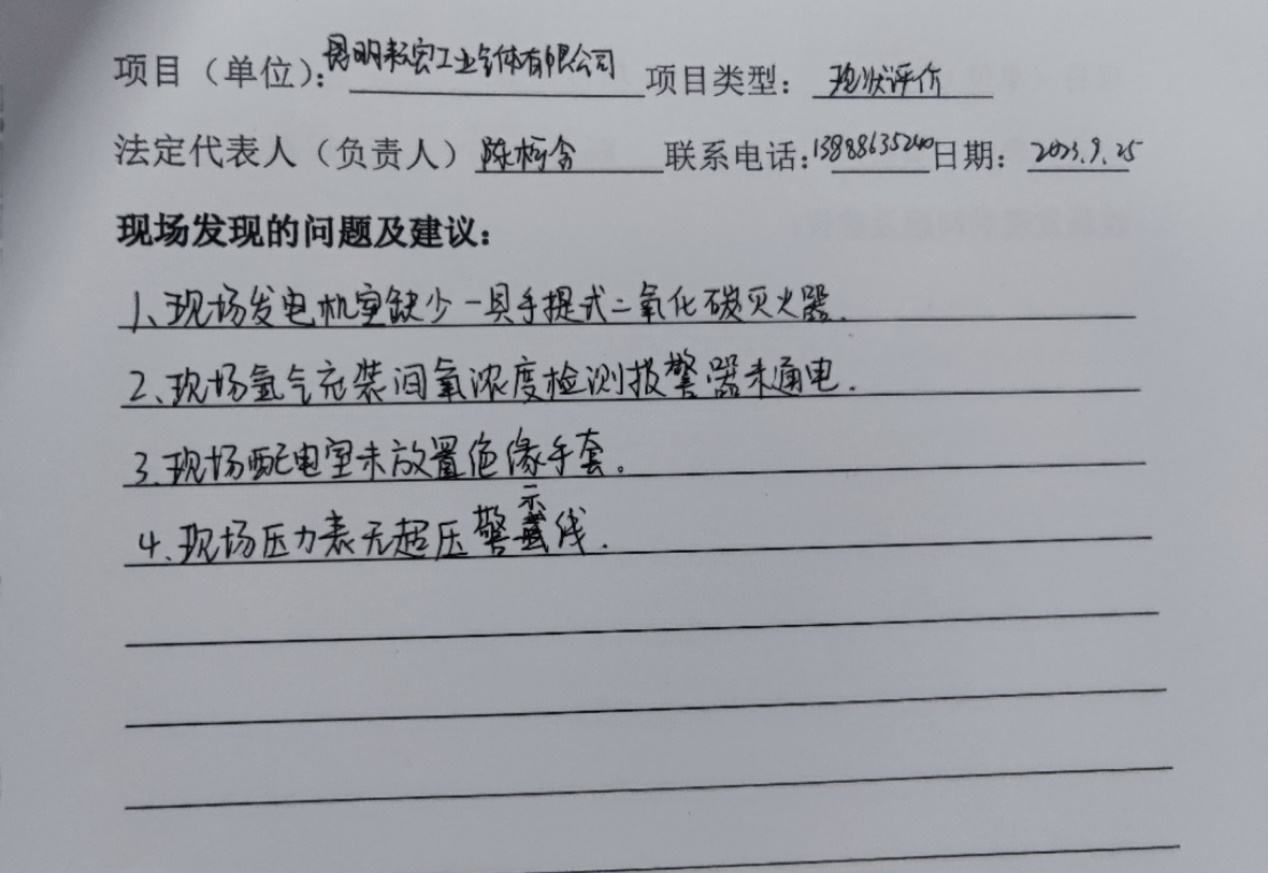 项目（单位）：昆明耘宏工业气体有限公司 项目类型： 现状评价
法定代表人（负责人）陈 含 联系电话：13888635240 日期： 2023.9.25
现场发现的问题及建议：
1、现场发电机室缺少一具手提式二氧化碳灭火器.
2、现场氩气充装间氧浓度检测报警器未通电.
3、现场配电室未放置绝缘手套。
4、现场压力表无超压警示线.